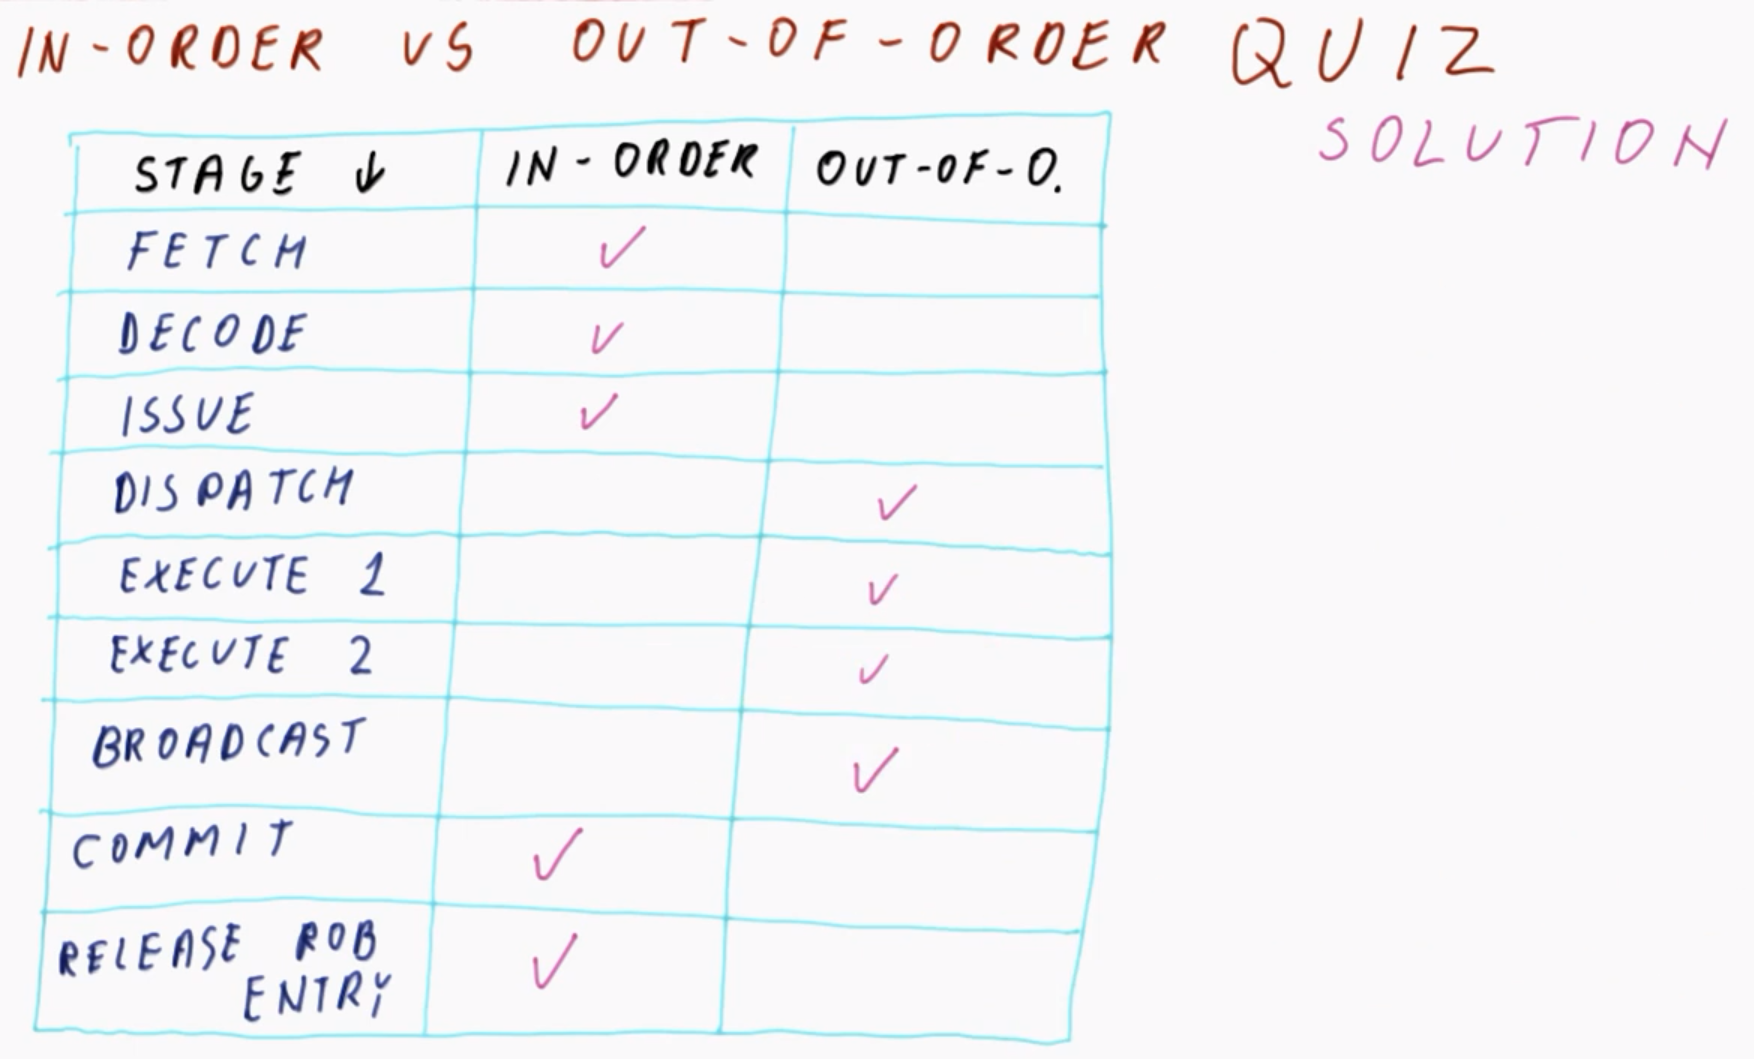 IN-ORDER VS OUT-OF-ORDER QUIZ
SOLUTION
STAGE ↓ IN-ORDER OUT-OF-O.
FETCH ✓
DECODE ✓
ISSUE ✓
DISPATCH ✓
EXECUTE 1 ✓
EXECUTE 2 ✓
BROADCAST ✓
COMMIT ✓
RELEASE ROB ✓
ENTRY